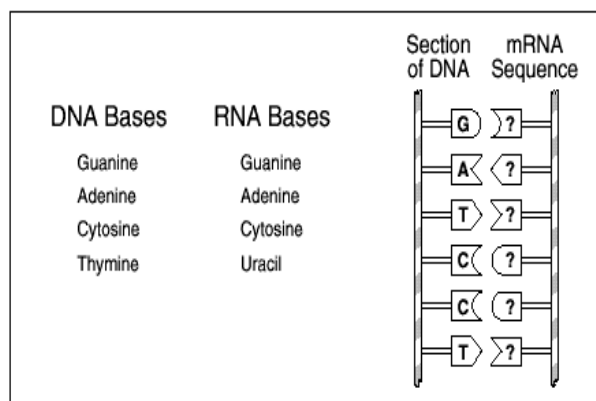 Section of DNA
mRNA Sequence
DNA Bases
RNA Bases
Guanine
Adenine
Cytosine
Thymine
Guanine
Adenine
Cytosine
Uracil
G ?
A ?
T ?
C ?
C ?
T ?